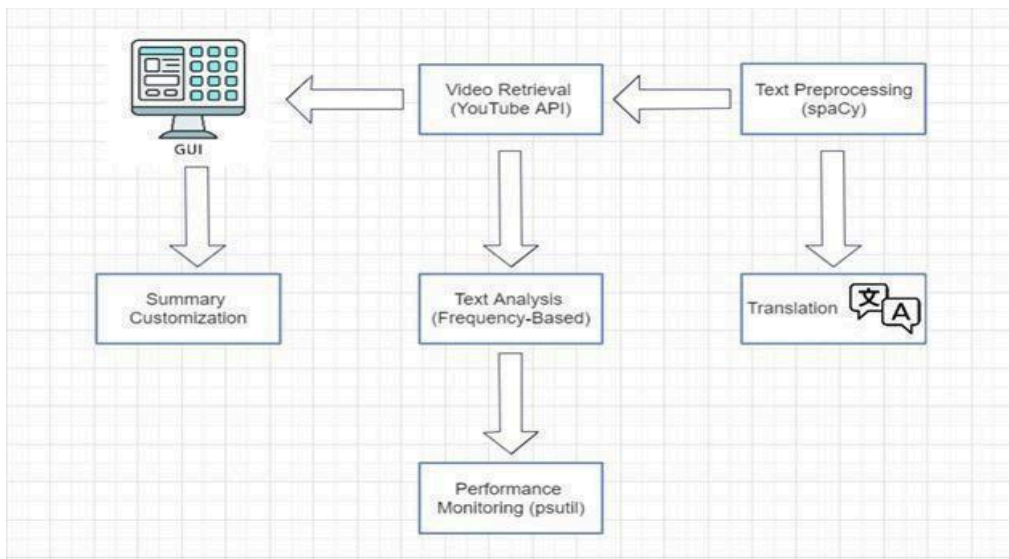 GUI
Video Retrieval
(YouTube API)
Text Preprocessing
(spaCy)
Summary
Customization
Text Analysis
(Frequency-Based)
Translation
文
A
Performance
Monitoring (psutil)